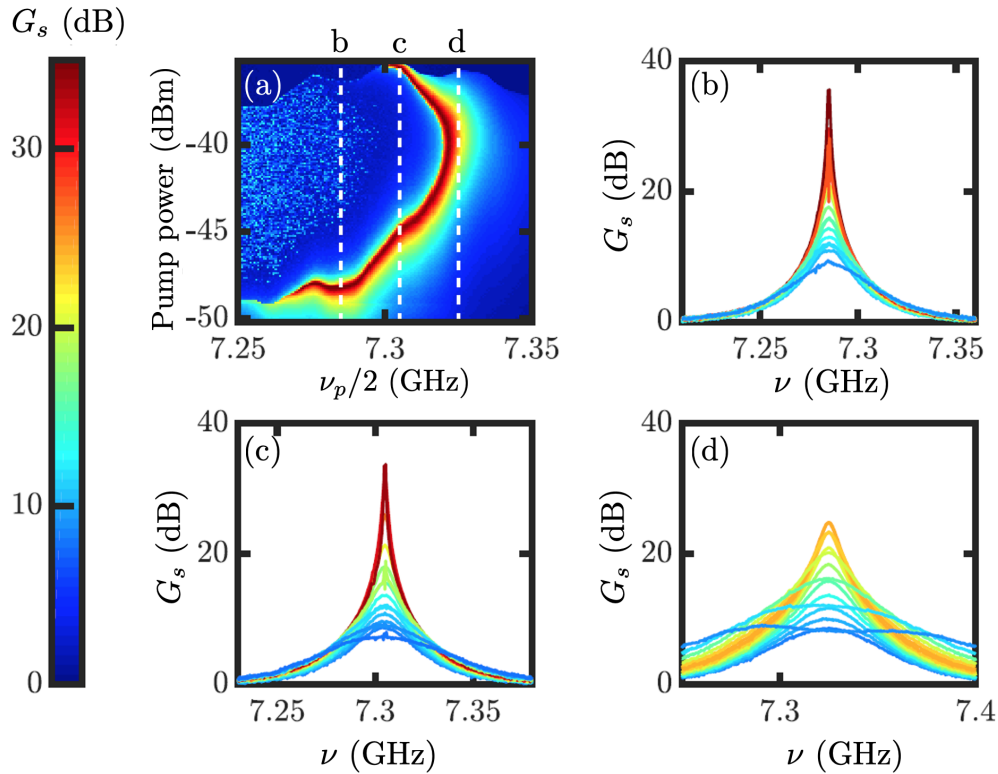 G_s (dB)
30
20
10
0
b c d
(a)
Pump power (dBm)
-40
-45
-50
7.25 7.3 7.35
ν_p/2 (GHz)
(b)
G_s (dB)
40
20
0
7.25 7.3 7.35
ν (GHz)
(c)
G_s (dB)
40
20
0
7.25 7.3 7.35
ν (GHz)
(d)
G_s (dB)
40
20
0
7.3 7.4
ν (GHz)